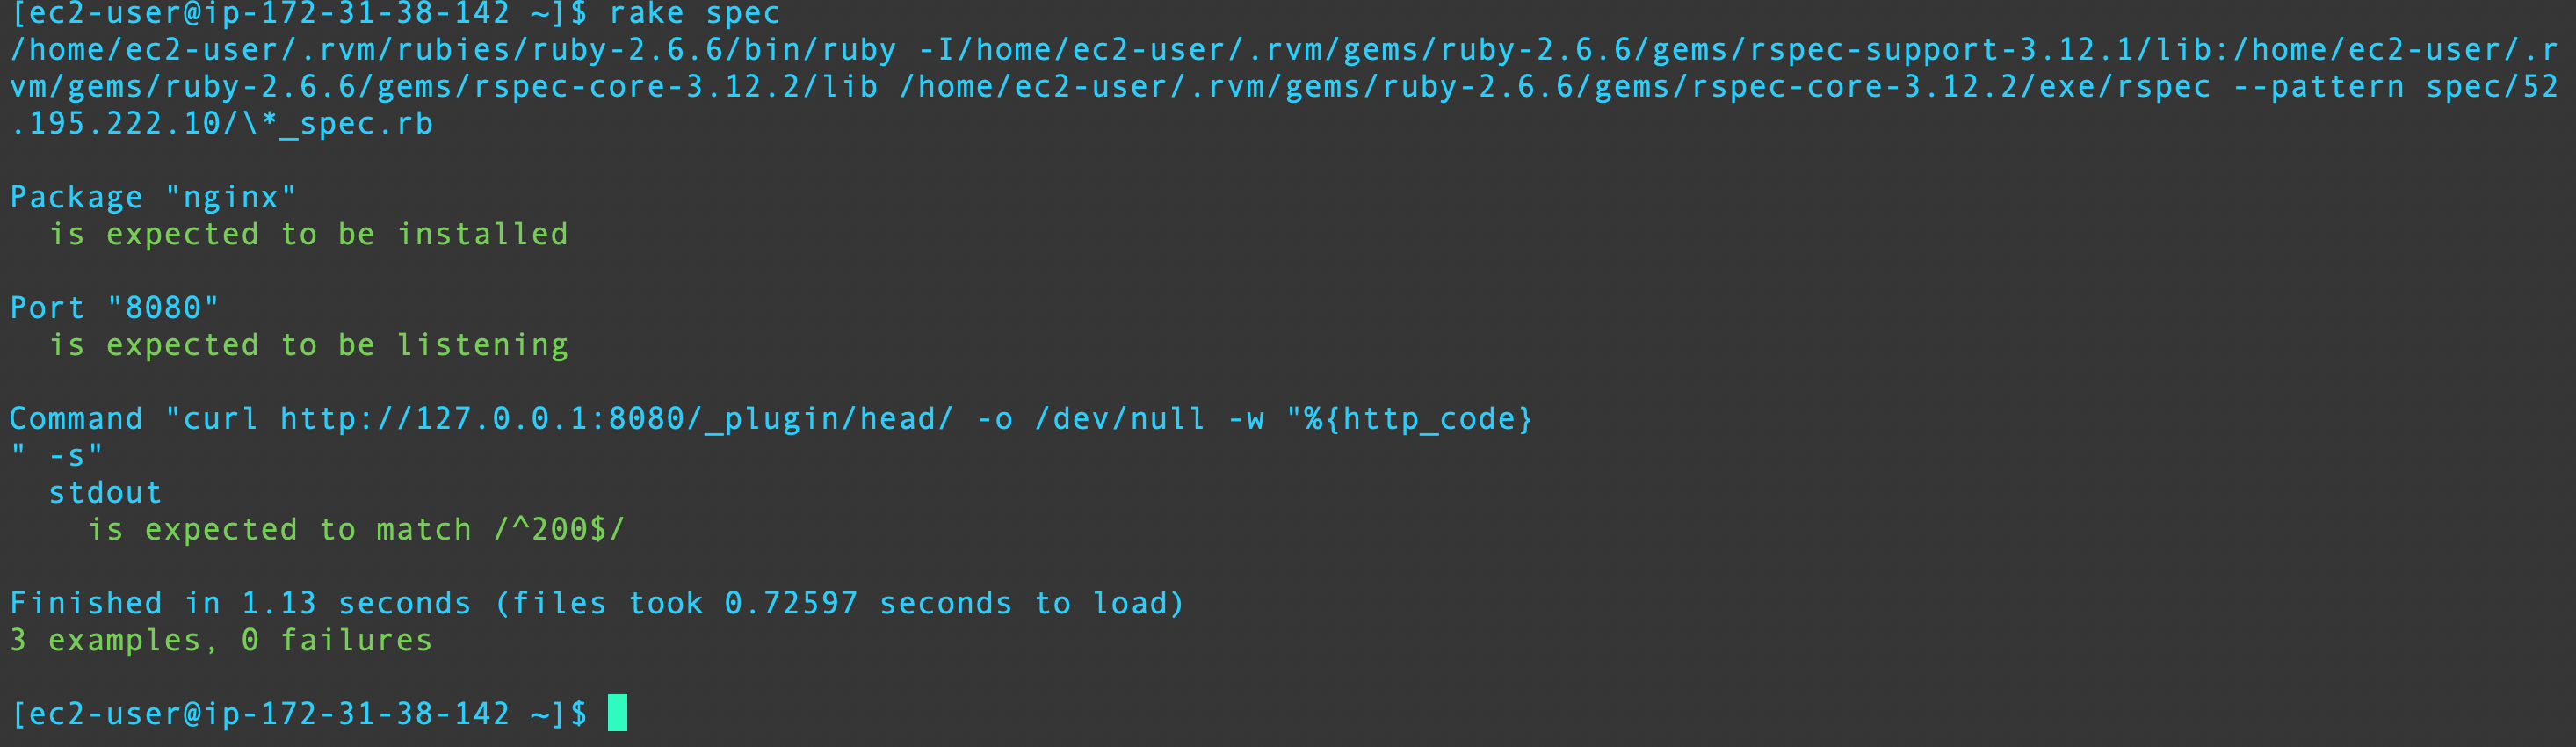 [ec2-user@ip-172-31-38-142 ~]$ rake spec
/home/ec2-user/.rvm/rubies/ruby-2.6.6/bin/ruby -I/home/ec2-user/.rvm/gems/ruby-2.6.6/gems/rspec-support-3.12.1/lib:/home/ec2-user/.r
vm/gems/ruby-2.6.6/gems/rspec-core-3.12.2/lib /home/ec2-user/.rvm/gems/ruby-2.6.6/gems/rspec-core-3.12.2/exe/rspec --pattern spec/52
.195.222.10/\*_spec.rb
Package "nginx"
  is expected to be installed
Port "8080"
  is expected to be listening
Command "curl http://127.0.0.1:8080/_plugin/head/ -o /dev/null -w "%{http_code}
" -s"
  stdout
    is expected to match /^200$/
Finished in 1.13 seconds (files took 0.72597 seconds to load)
3 examples, 0 failures
[ec2-user@ip-172-31-38-142 ~]$